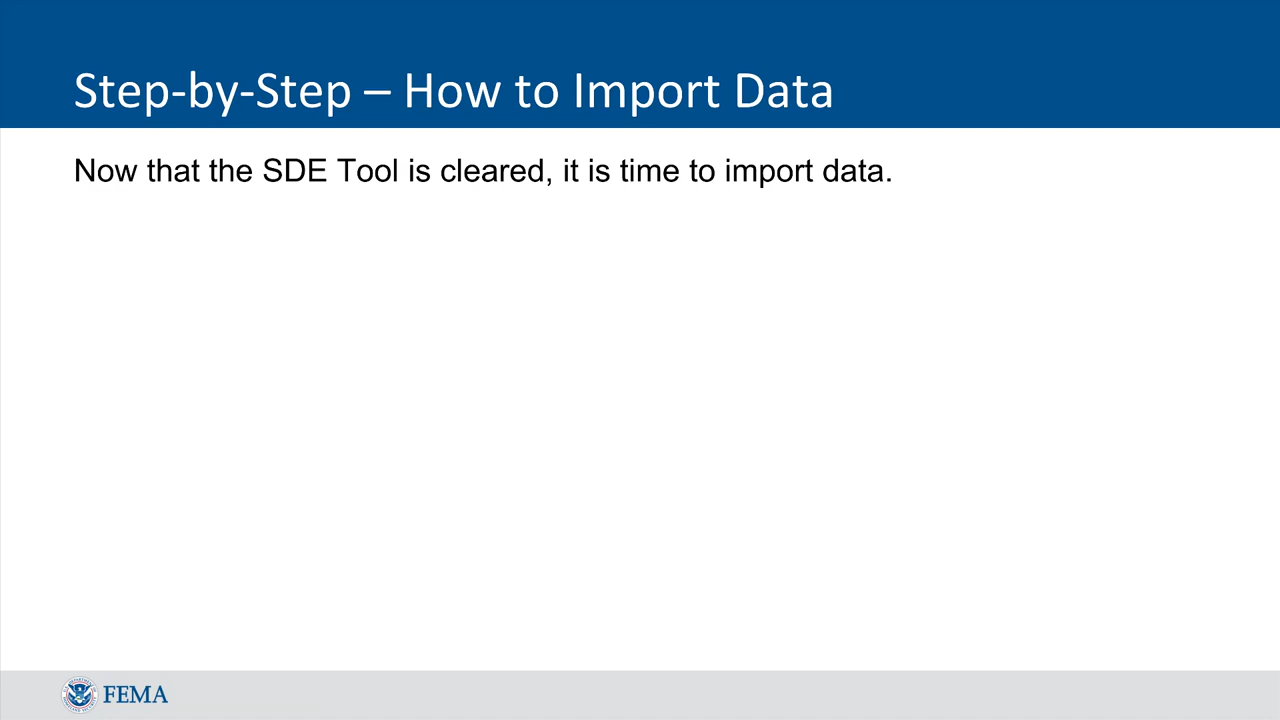 Step-by-Step – How to Import Data
Now that the SDE Tool is cleared, it is time to import data.
FEMA